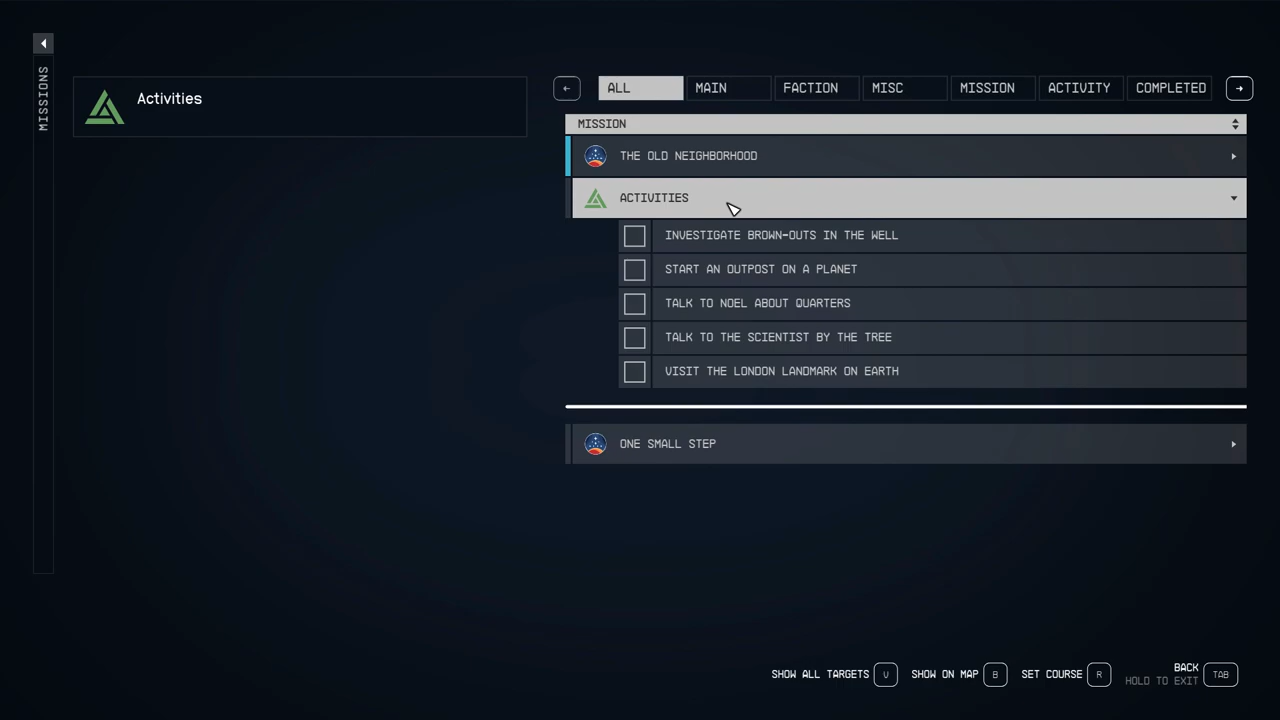 MISSIONS
Activities
ALL
MAIN
FACTION
MISC
MISSION
ACTIVITY
COMPLETED
MISSION
THE OLD NEIGHBORHOOD
ACTIVITIES
INVESTIGATE BROWN-OUTS IN THE WELL
START AN OUTPOST ON A PLANET
TALK TO NOEL ABOUT QUARTERS
TALK TO THE SCIENTIST BY THE TREE
VISIT THE LONDON LANDMARK ON EARTH
ONE SMALL STEP
SHOW ALL TARGETS V
SHOW ON MAP B
SET COURSE R
BACK
HOLD TO EXIT
TAB